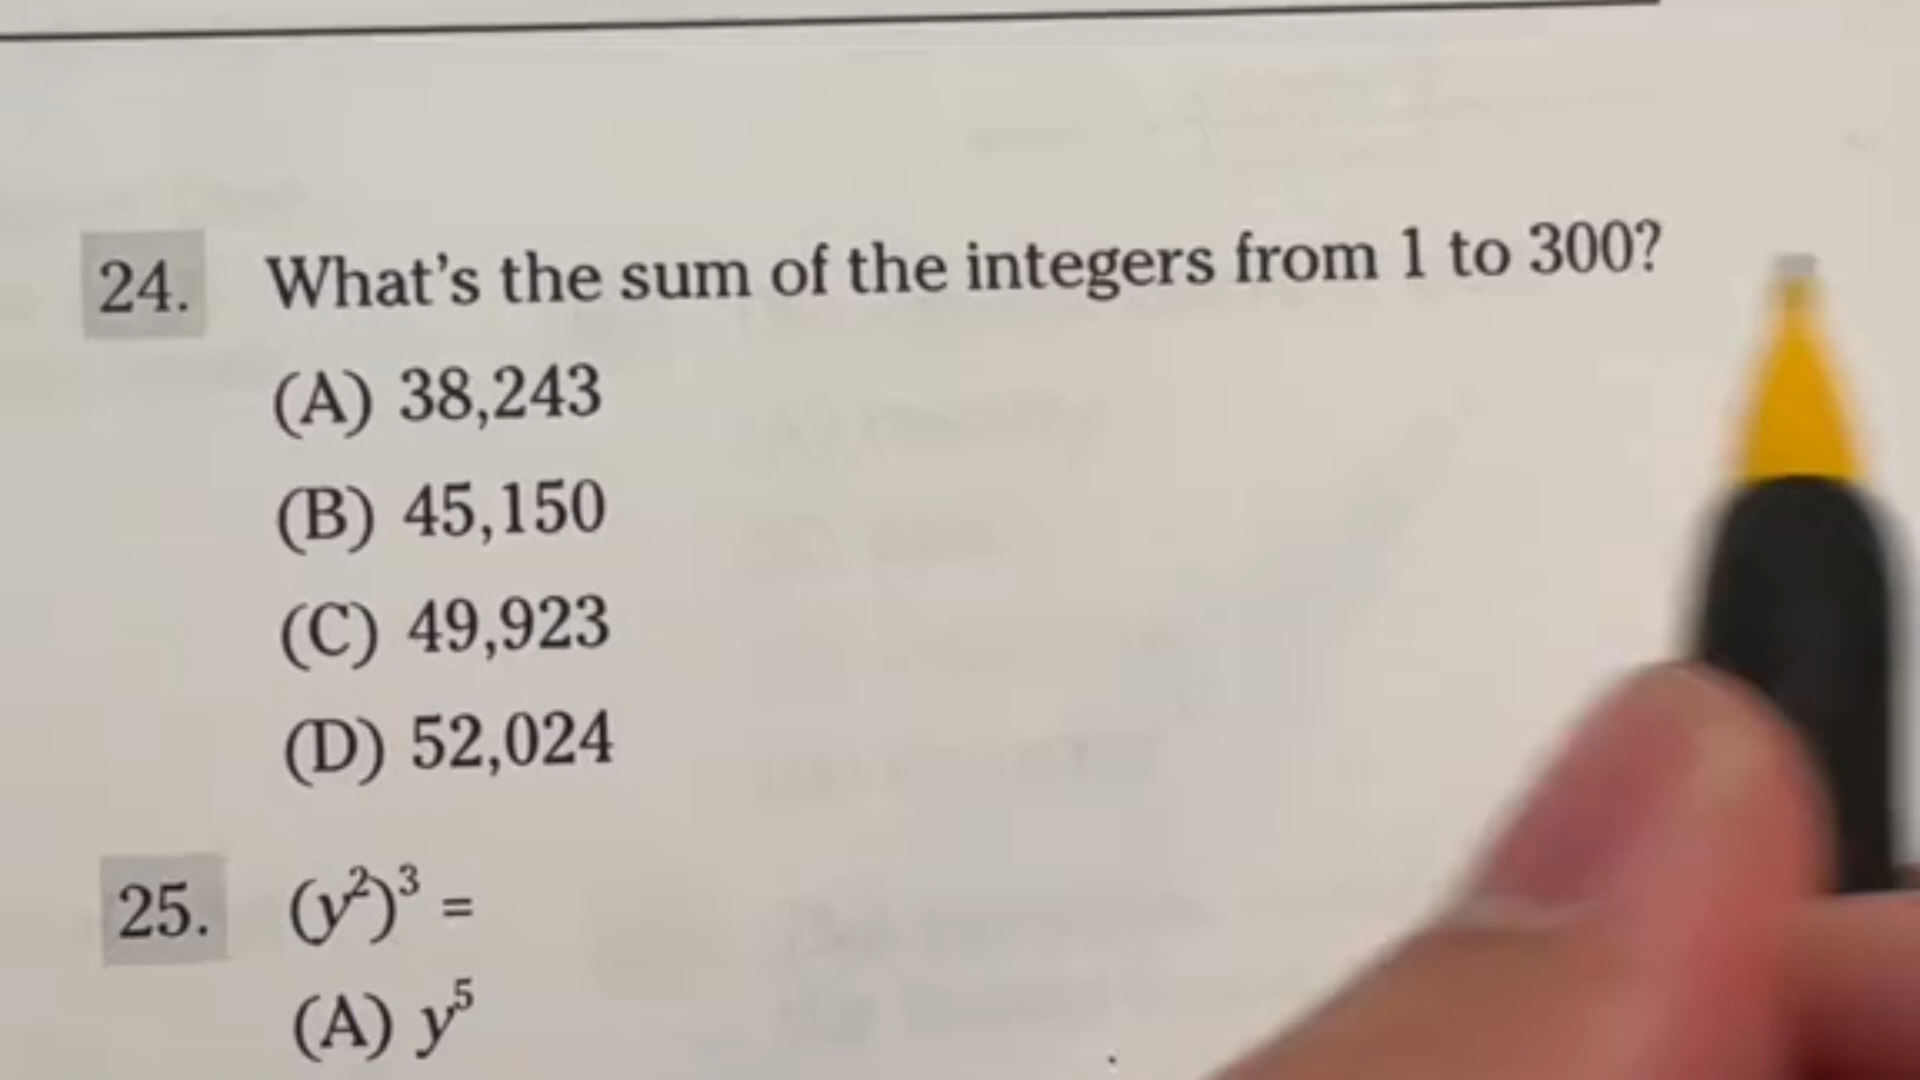 24. What's the sum of the integers from 1 to 300?
(A) 38,243
(B) 45,150
(C) 49,923
(D) 52,024
25. (y²)³ =
(A) y⁵